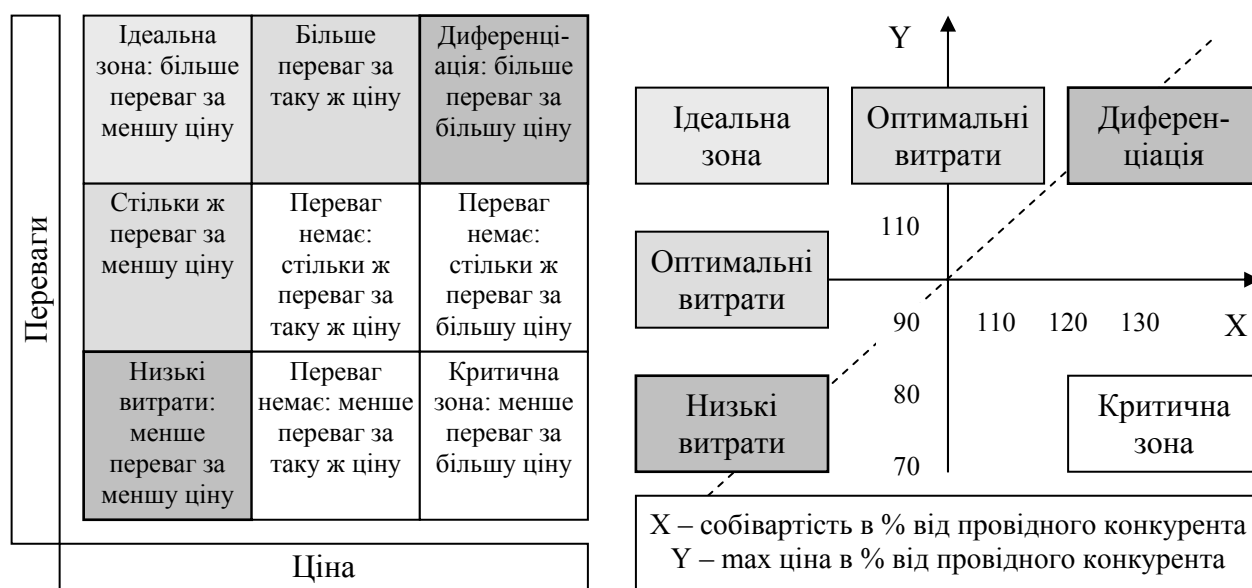 Переваги
Ідеальна
зона: більше
переваг за
меншу ціну
Більше
переваг за
таку ж ціну
Диференці-
ація: більше
переваг за
більшу ціну
Стільки ж
переваг за
меншу ціну
Переваг
немає:
стільки ж
переваг за
таку ж ціну
Переваг
немає:
стільки ж
переваг за
більшу ціну
Низькі
витрати:
менше
переваг за
меншу ціну
Переваг
немає: менше
переваг за
таку ж ціну
Критична
зона: менше
переваг за
більшу ціну
Ціна
Y
Ідеальна
зона
Оптимальні
витрати
Диферен-
ціація
110
Оптимальні
витрати
90 110 120 130 X
Низькі
витрати
80
70
Критична
зона
X – собівартість в % від провідного конкурента
Y – max ціна в % від провідного конкурента